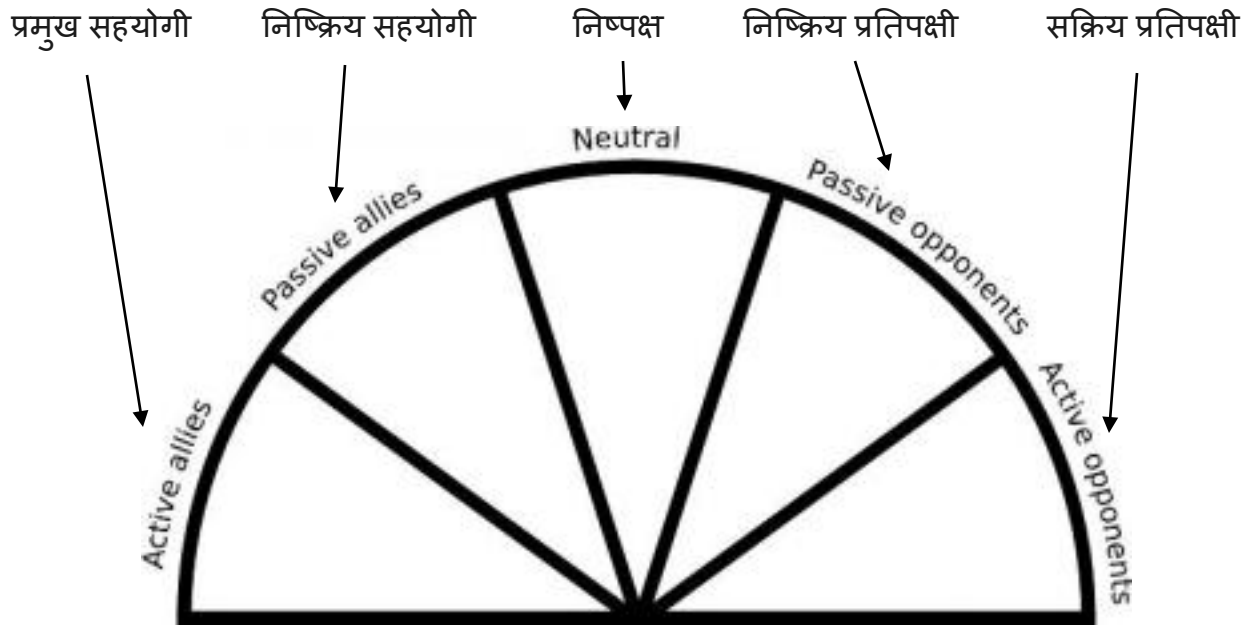 प्रमुख सहयोगी
निष्क्रिय सहयोगी
निष्पक्ष
निष्क्रिय प्रतिपक्षी
सक्रिय प्रतिपक्षी
Active allies
Passive allies
Neutral
Passive opponents
Active opponents